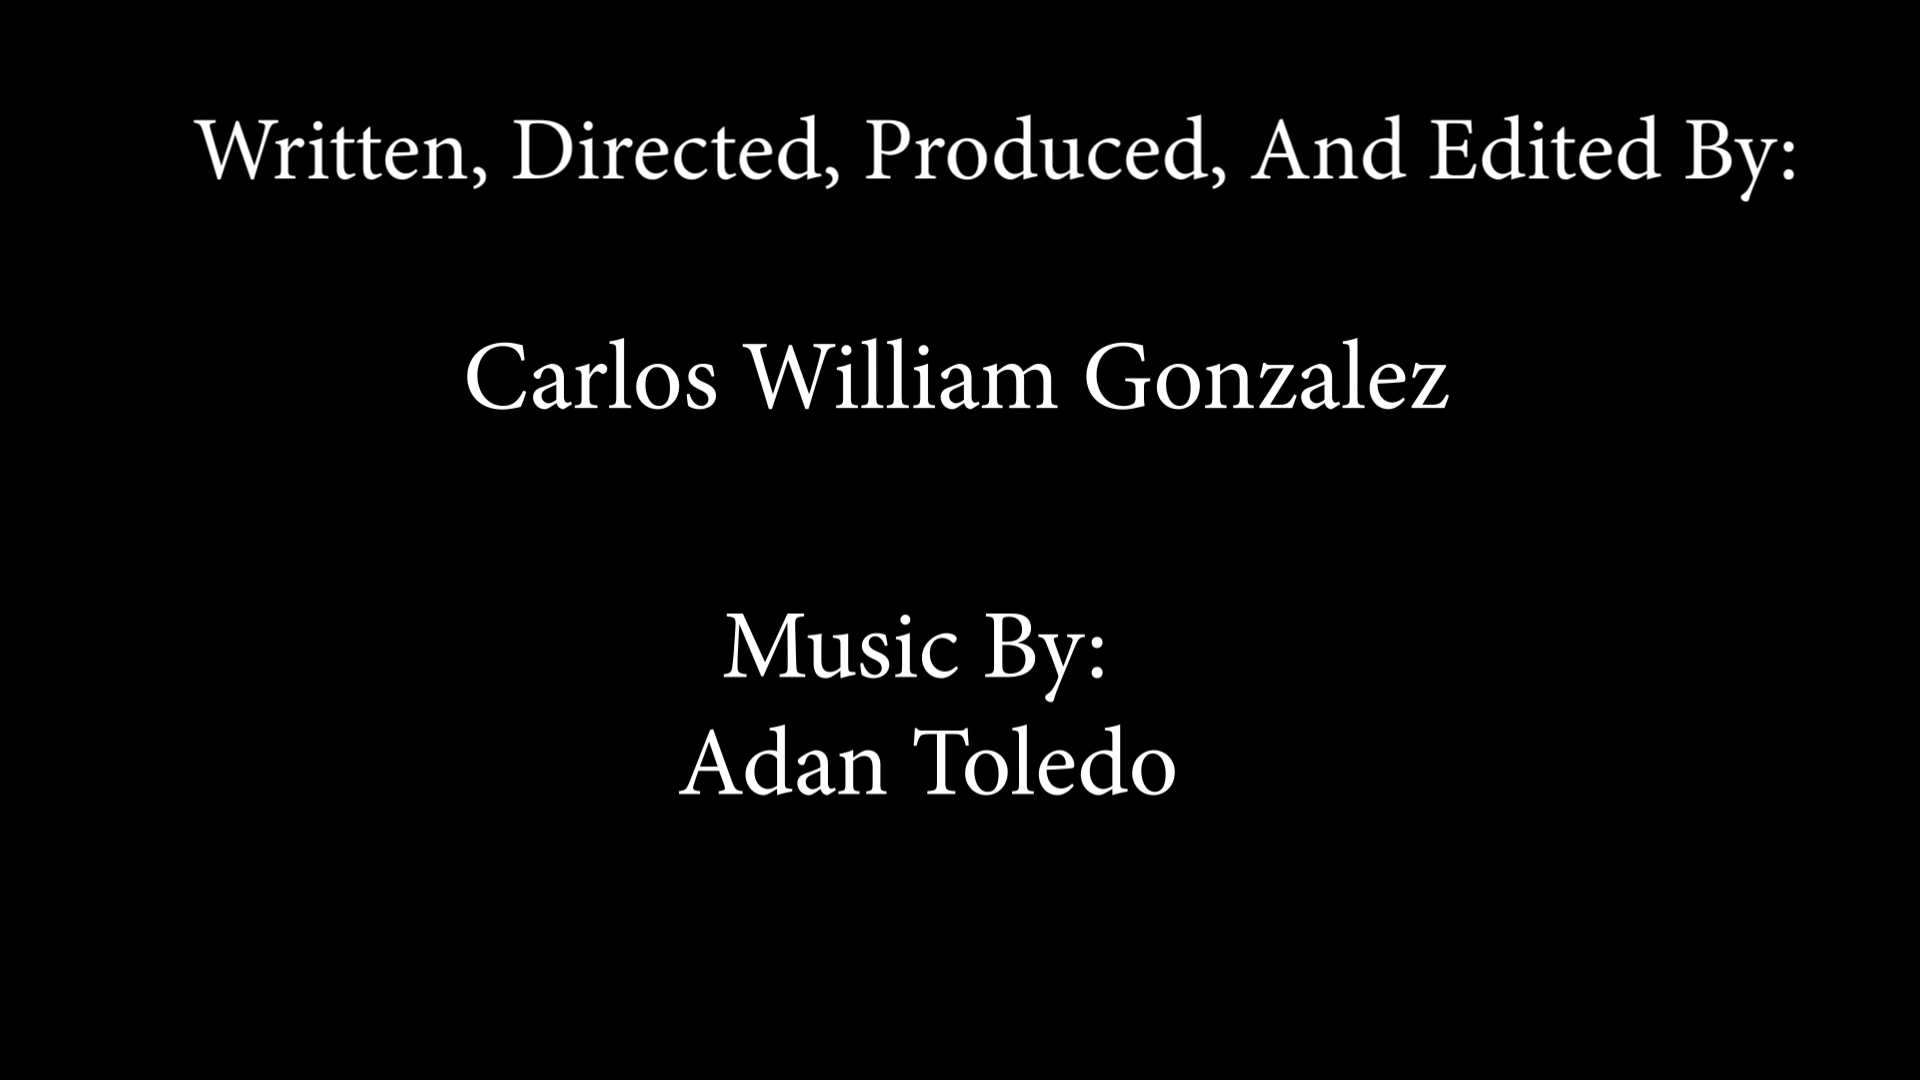 Written, Directed, Produced, And Edited By:
Carlos William Gonzalez
Music By:
Adan Toledo